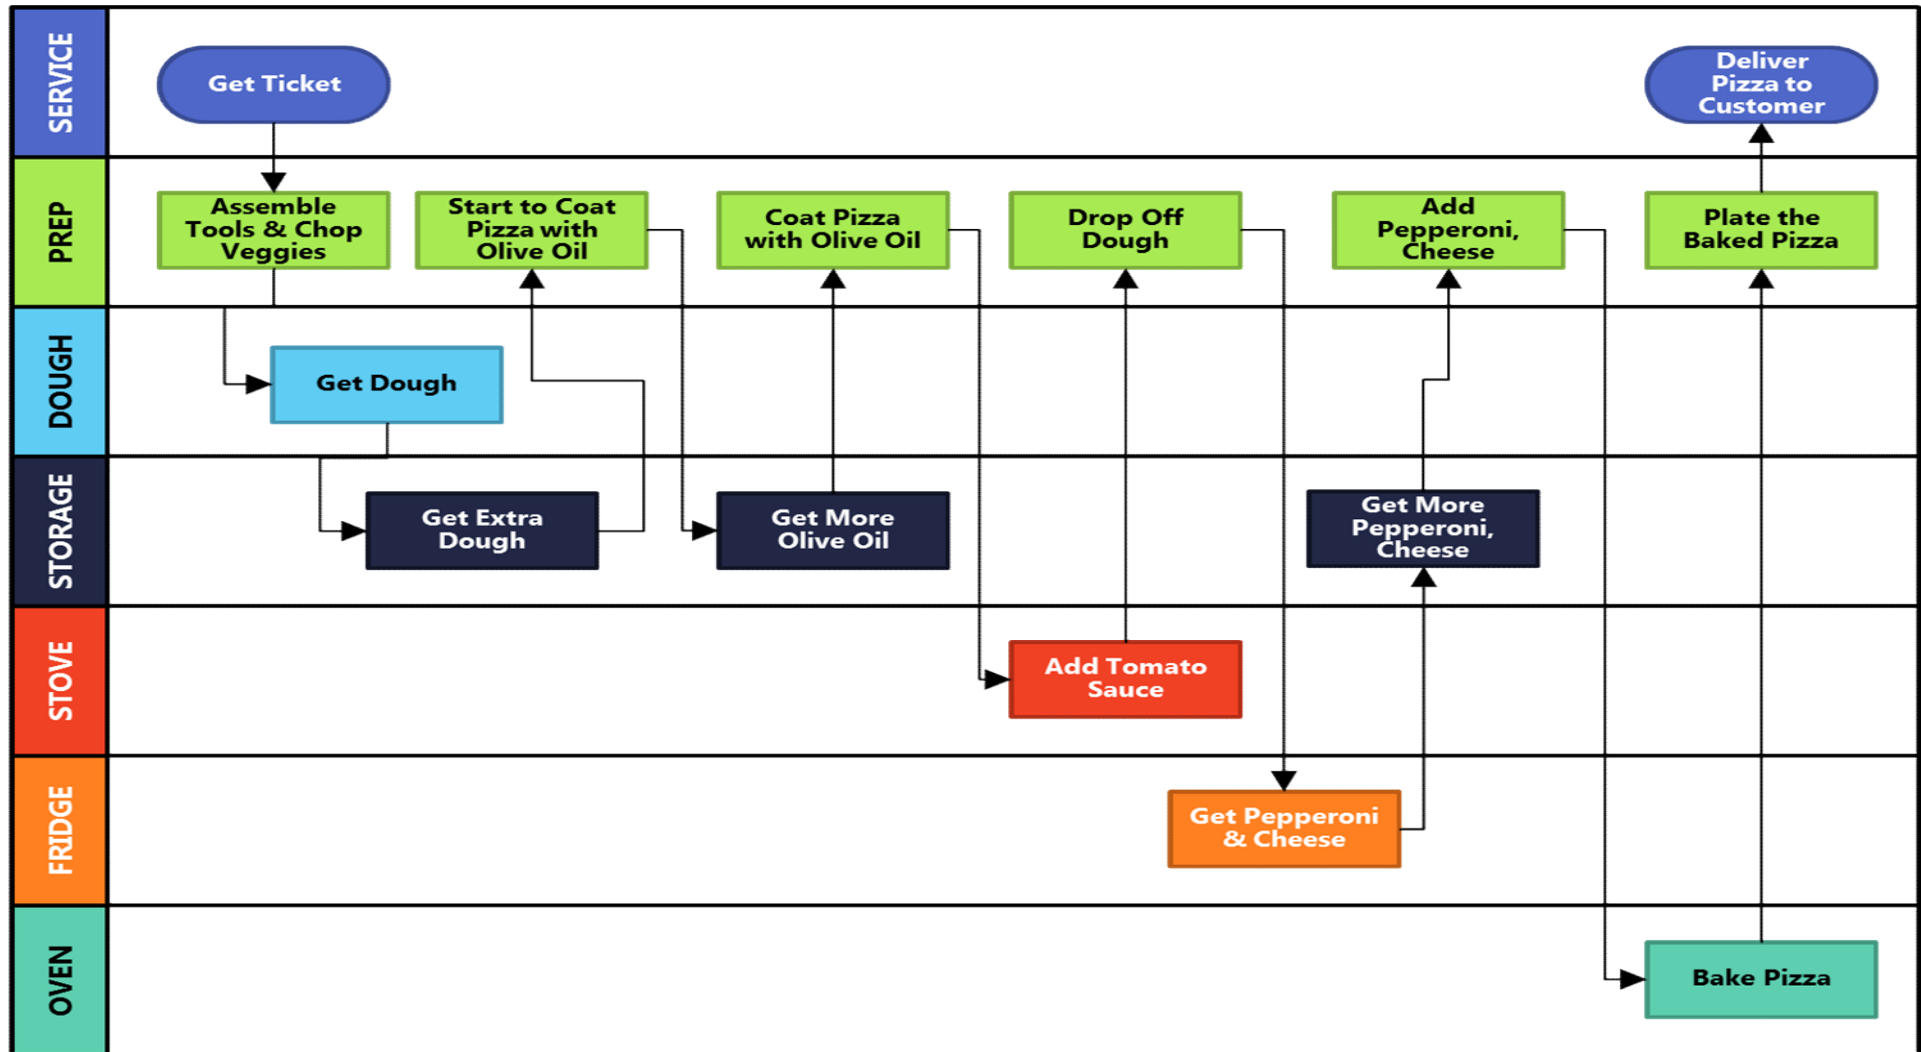 SERVICE
Get Ticket
Deliver
Pizza to
Customer
PREP
Assemble
Tools & Chop
Veggies
Start to Coat
Pizza with
Olive Oil
Coat Pizza
with Olive Oil
Drop Off
Dough
Add
Pepperoni,
Cheese
Plate the
Baked Pizza
DOUGH
Get Dough
STORAGE
Get Extra
Dough
Get More
Olive Oil
Get More
Pepperoni,
Cheese
STOVE
Add Tomato
Sauce
FRIDGE
Get Pepperoni
& Cheese
OVEN
Bake Pizza